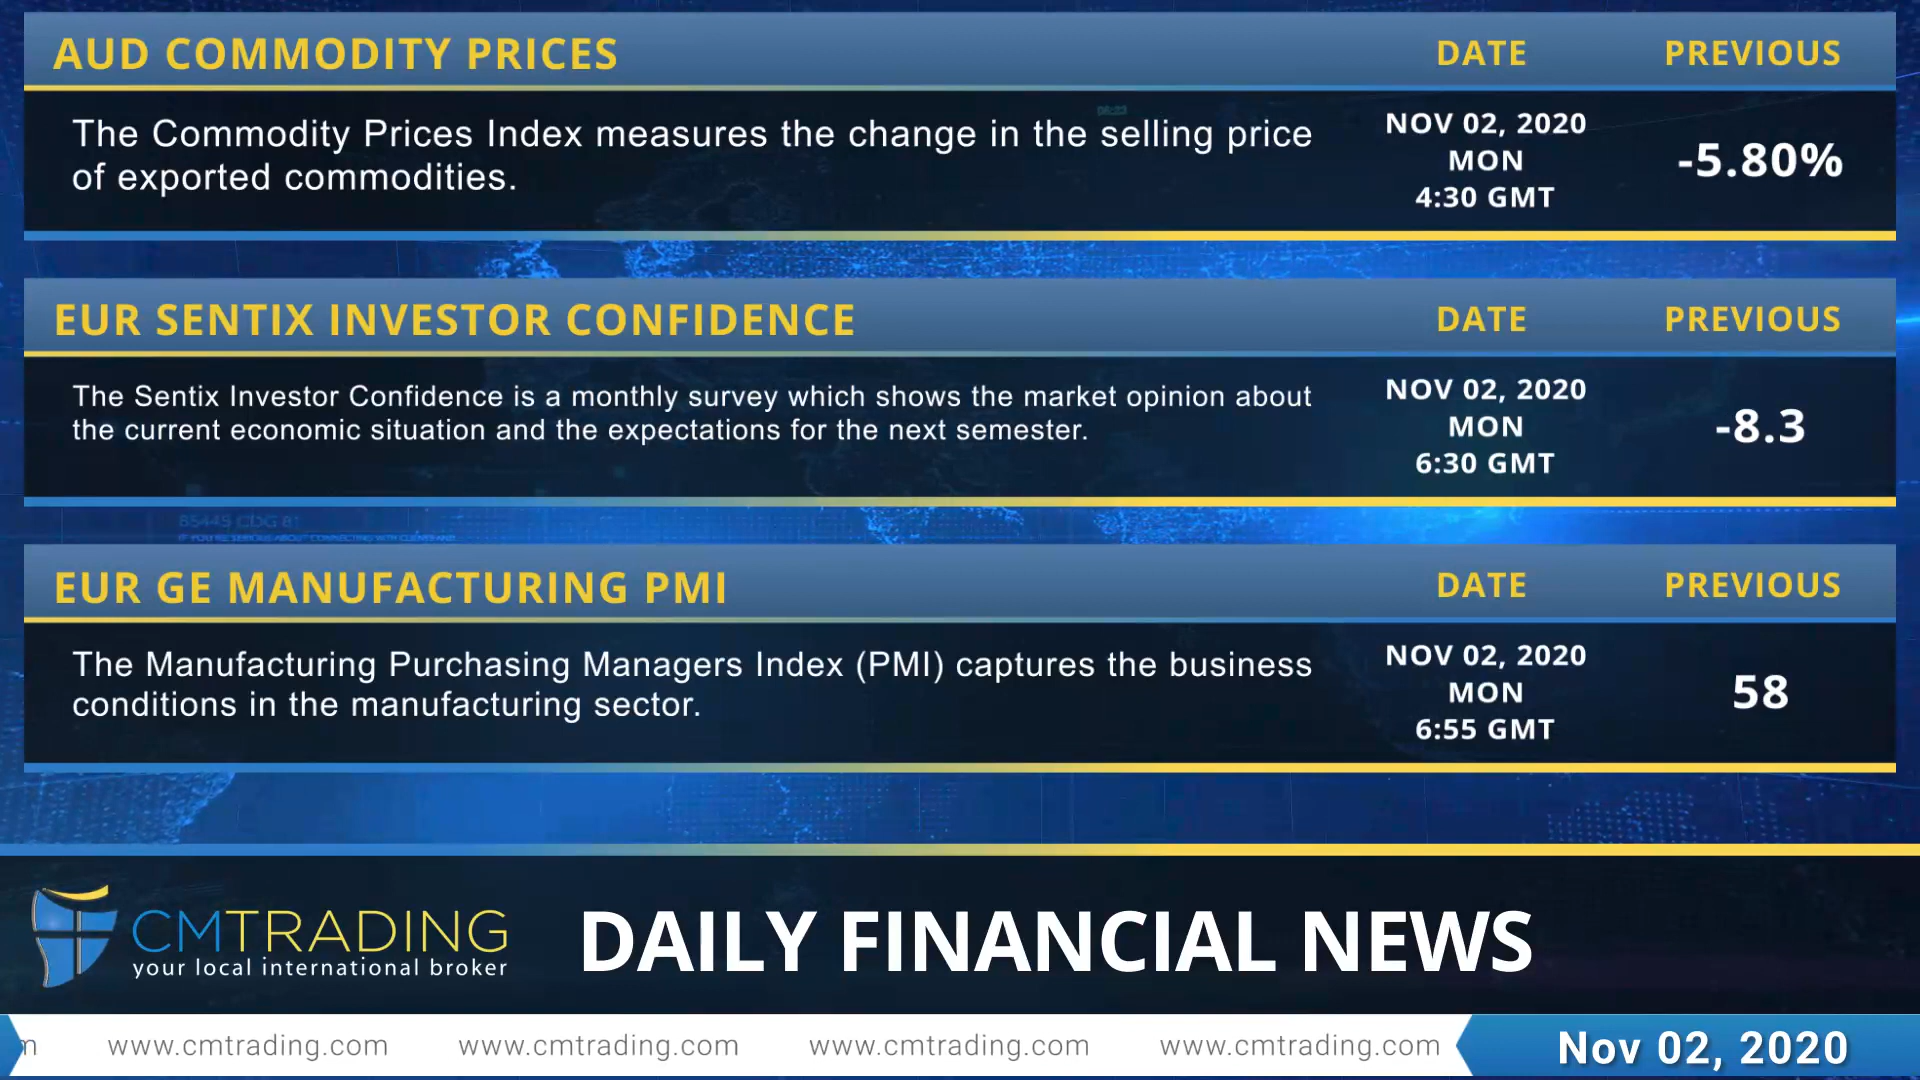 AUD COMMODITY PRICES DATE PREVIOUS
The Commodity Prices Index measures the change in the selling price
of exported commodities.
NOV 02, 2020
MON
4:30 GMT
-5.80%
EUR SENTIX INVESTOR CONFIDENCE DATE PREVIOUS
The Sentix Investor Confidence is a monthly survey which shows the market opinion about
the current economic situation and the expectations for the next semester.
NOV 02, 2020
MON
6:30 GMT
-8.3
EUR GE MANUFACTURING PMI DATE PREVIOUS
The Manufacturing Purchasing Managers Index (PMI) captures the business
conditions in the manufacturing sector.
NOV 02, 2020
MON
6:55 GMT
58
CMTRADING
your local international broker
DAILY FINANCIAL NEWS
www.cmtrading.com www.cmtrading.com www.cmtrading.com www.cmtrading.com
Nov 02, 2020